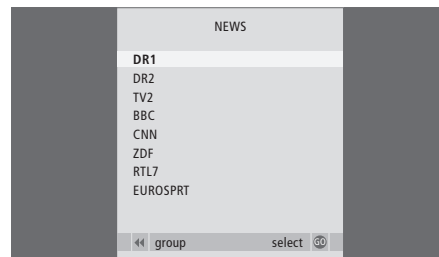 NEWS
DR1
DR2
TV2
BBC
CNN
ZDF
RTL7
EUROSPRT
group select GO